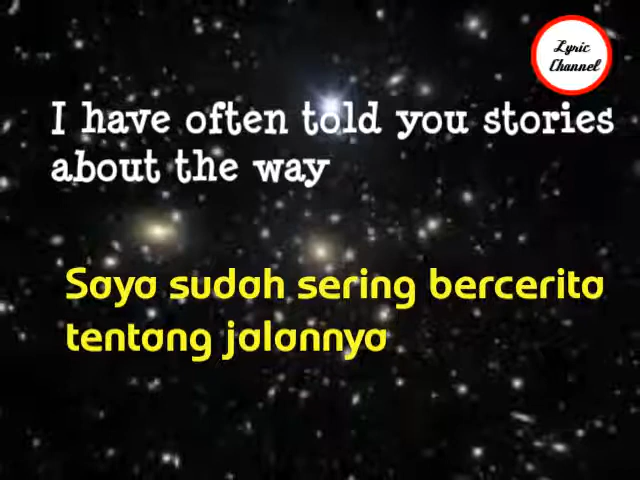 Lyric
Channel
I have often told you stories
about the way
Saya sudah sering bercerita
tentang jalannya